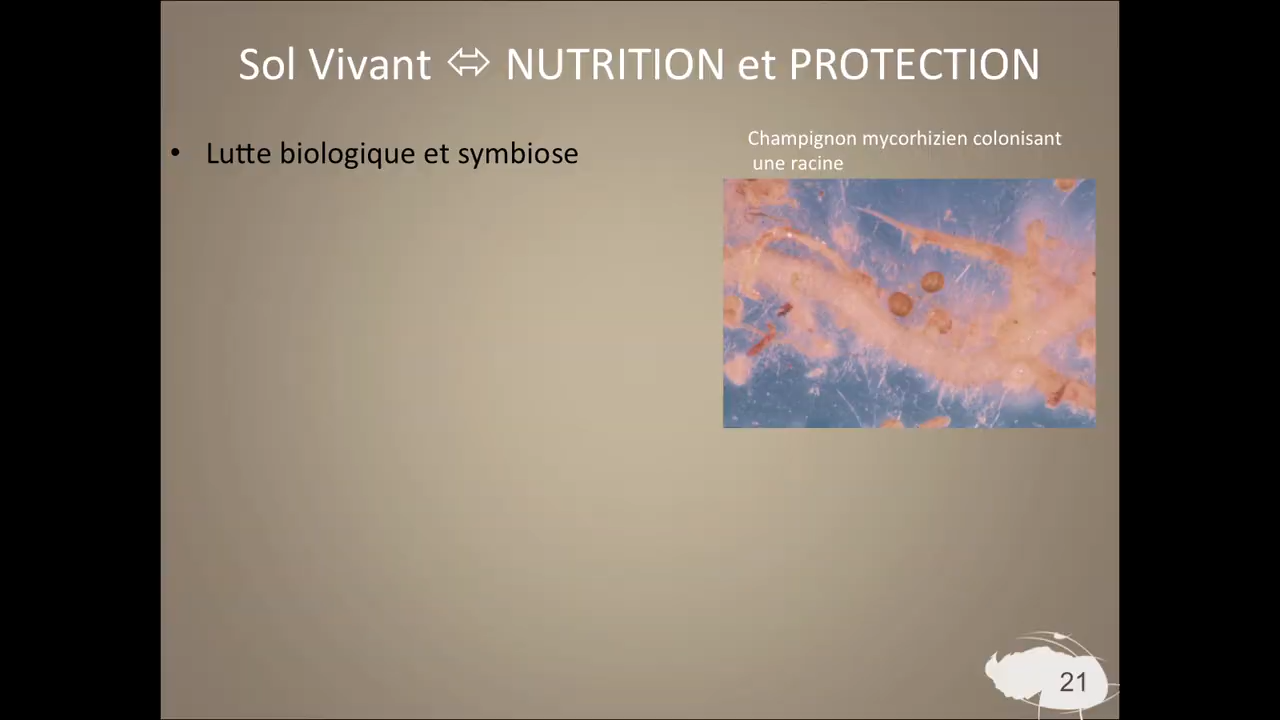 Sol Vivant ⇔ NUTRITION et PROTECTION
• Lutte biologique et symbiose
Champignon mycorhizien colonisant
une racine
21